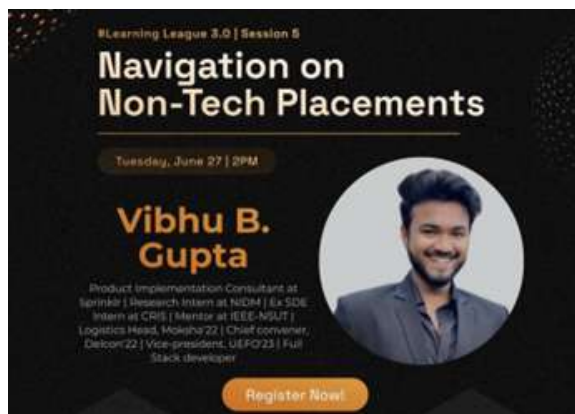 #Learning League 3.0 | Session 5
Navigation on
Non-Tech Placements
Tuesday, June 27 | 2PM
Vibhu B.
Gupta
Product Implementation Consultant at
Sprinklr | Research Intern at NIDM | Ex SDE
Intern at CRIS | Mentor at IEEE-NSUT |
Logistics Head, Moksha'22 | Chief convener,
Delcon'22 | Vice-president, UEFO'23 | Full
Stack developer
Register Now!